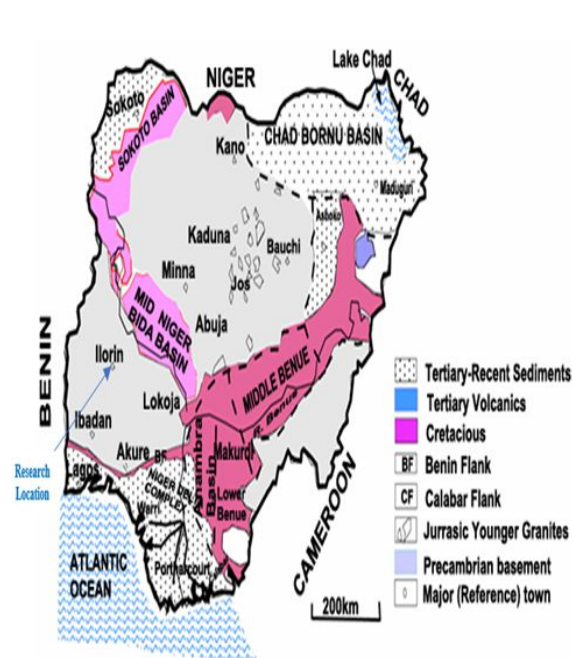 Lake Chad
NIGER
CHAD
Sokoto
SOKOTO BASIN
CHAD BORNU BASIN
Kano
Maduguri
Kaduna
Bauchi
Minna
Jos
MID NIGER
BIDA BASIN
Abuja
BENIN
Ilorin
MIDDLE BENUE
Lokoja
R. Benue
Ibadan
Akure
BF
Makurdi
Anambra
Basin
Lagos
Research
Location
NIGER DELTA
COMPLEX
Lower
Benue
Warri
CAMEROON
ATLANTIC
OCEAN
Portharcourt
200km
Tertiary-Recent Sediments
Tertiary Volcanics
Cretacious
BF Benin Flank
CF Calabar Flank
Jurrasic Younger Granites
Precambrian basement
Major (Reference) town